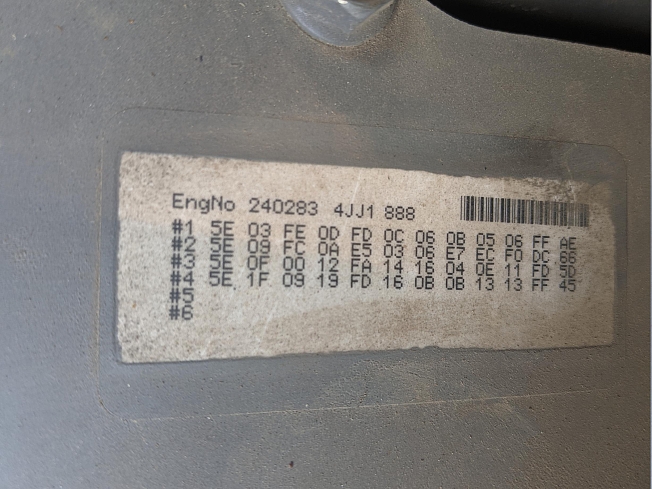 EngNo 240283 4JJ1 888
#1 5E 03 FE 0D FD 0C 06 0B 05 06 FF AE
#2 5E 09 FC 0A E5 03 06 E7 EC F0 DC 66
#3 5E 0F 00 12 FA 14 16 04 0E 11 FD 5D
#4 5E 1F 09 19 FD 16 0B 0B 13 13 FF 45
#5
#6